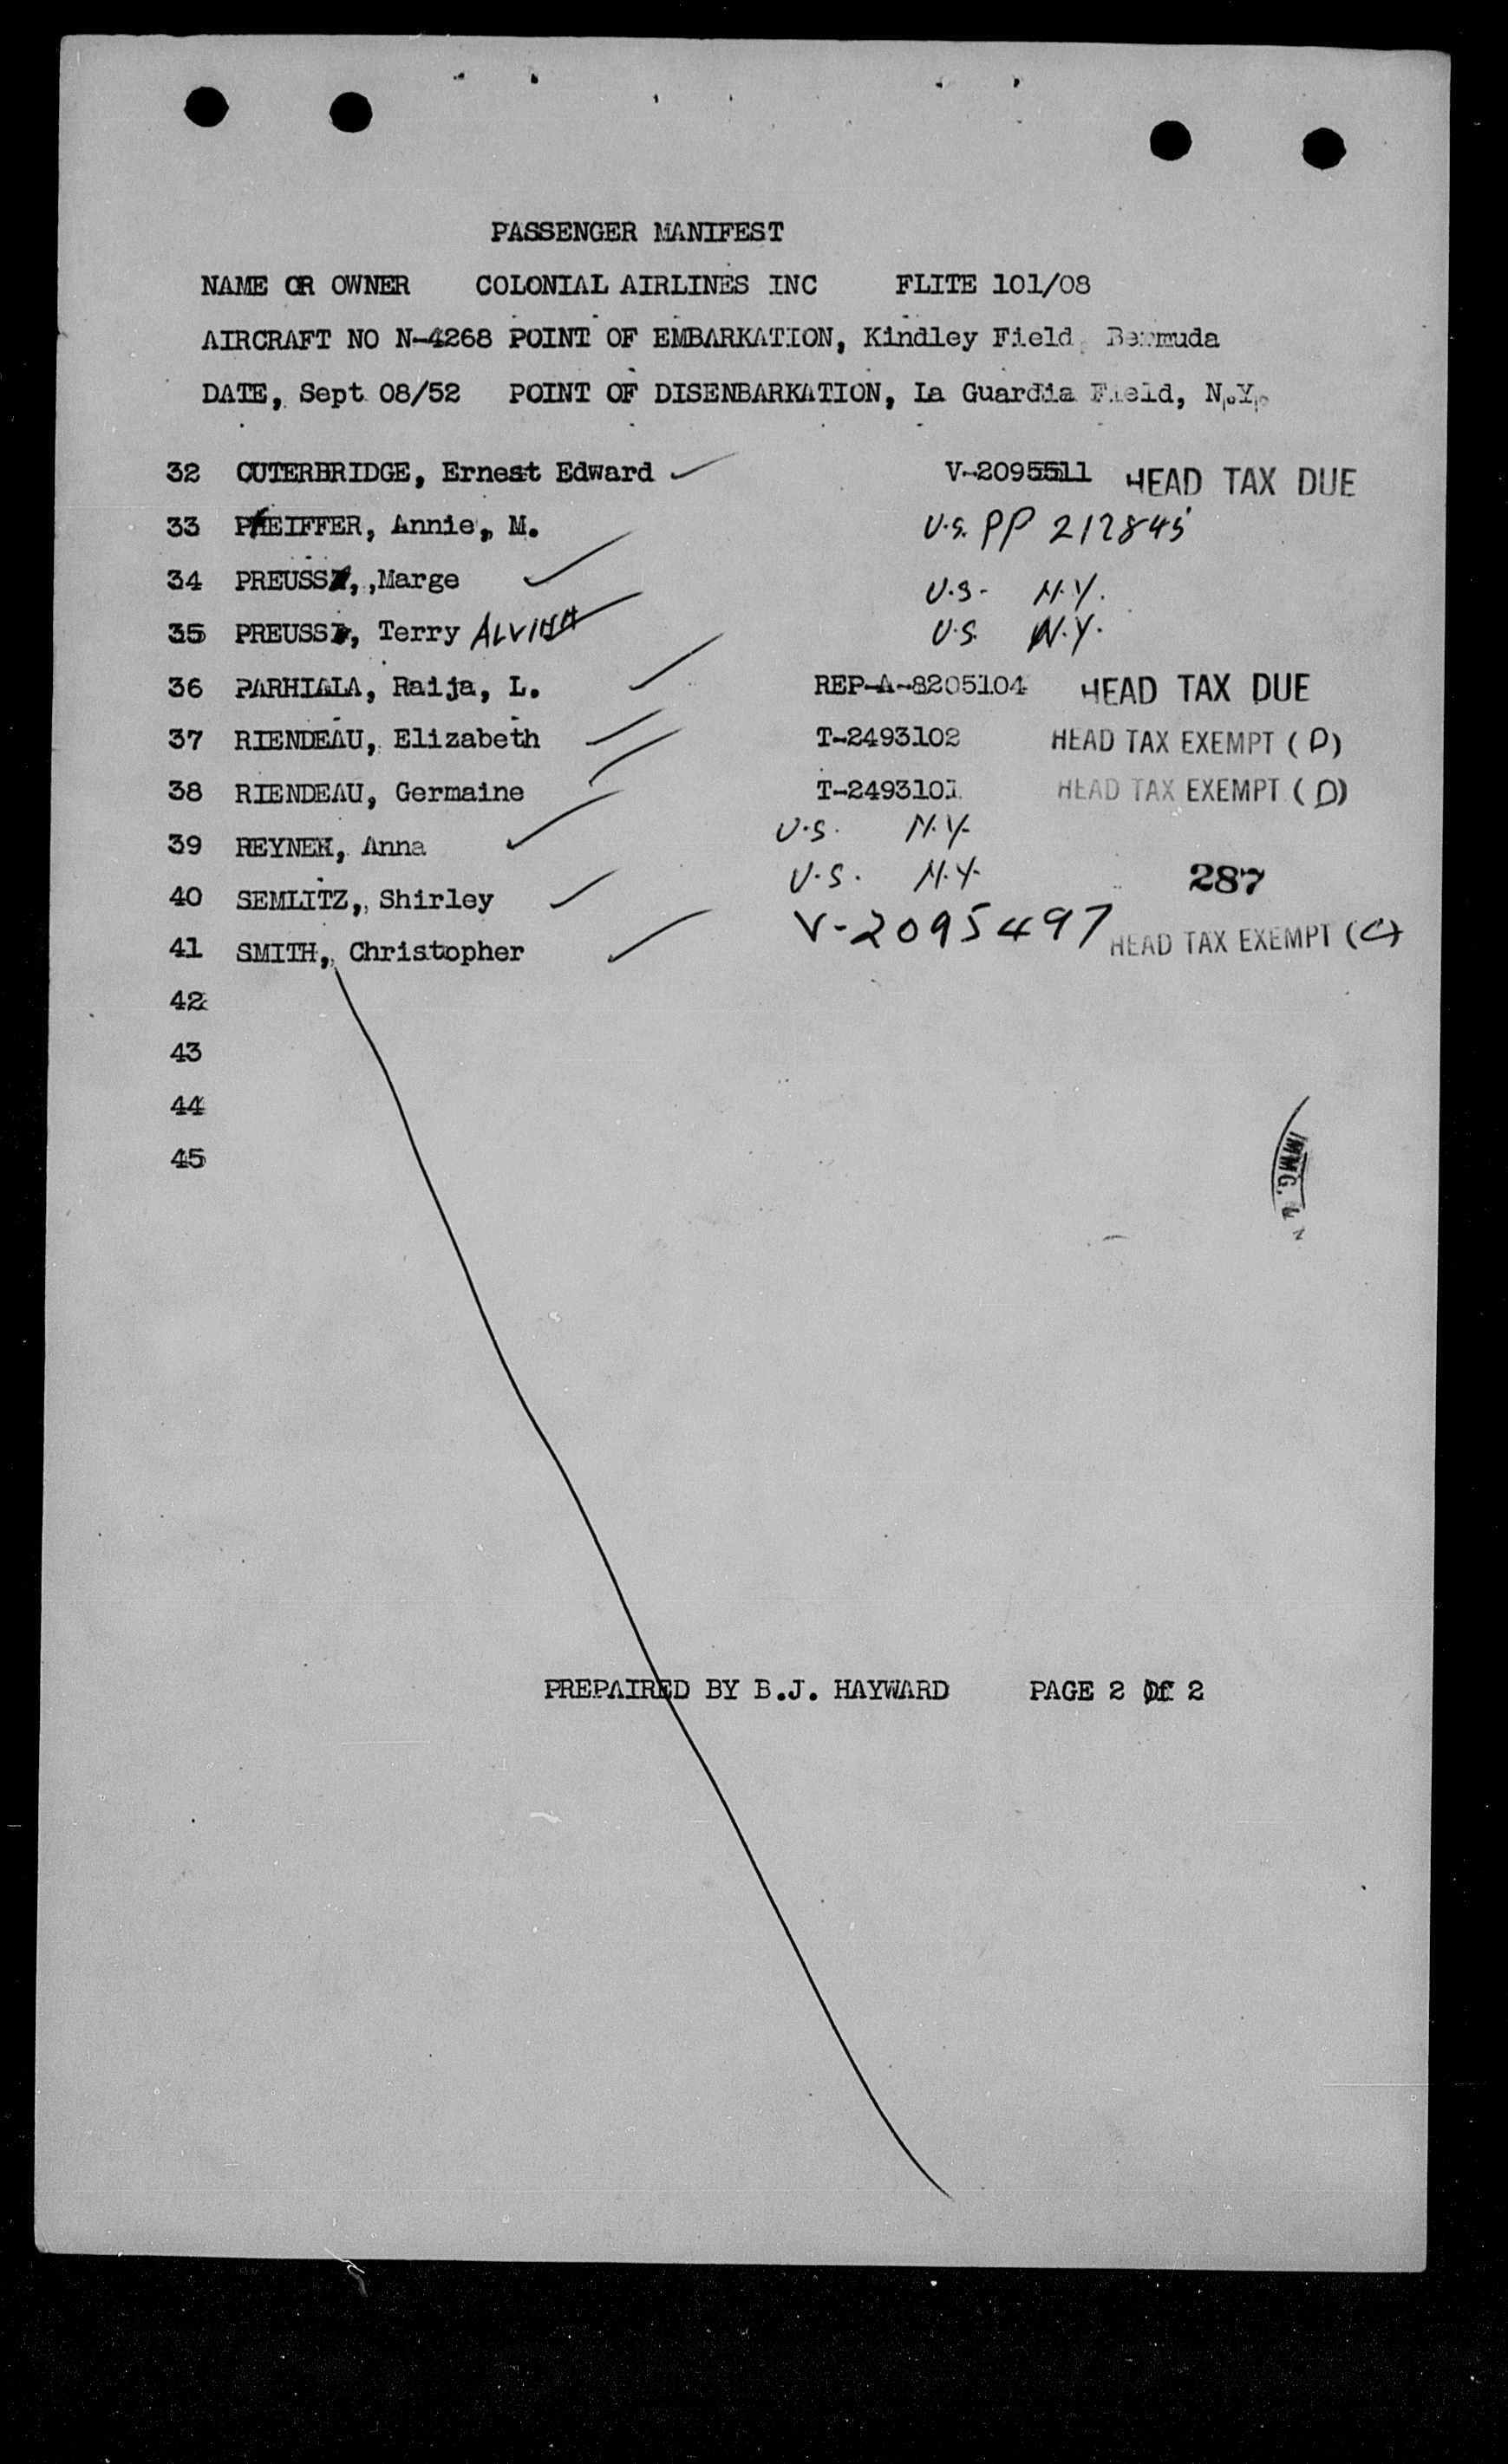 PASSENGER MANIFEST
NAME OR OWNER COLONIAL AIRLINES INC FLITE 101/08
AIRCRAFT NO N-4268 POINT OF EMBARKATION, Kindley Field, Bermuda
DATE, Sept 08/52 POINT OF DISENBARKATION, La Guardia Field, N.Y.
32 OUTERBRIDGE, Ernest Edward V-2095511 HEAD TAX DUE
33 PFEIFFER, Annie, M. U.S. PP 212845
34 PREUSS, ,Marge U.S. N.Y.
35 PREUSS, Terry ALVINA U.S. N.Y.
36 PARHIALA, Raija, L. REP-A-8205104 HEAD TAX DUE
37 RIENDEAU, Elizabeth T-2493102 HEAD TAX EXEMPT (D)
38 RIENDEAU, Germaine T-2493101 HEAD TAX EXEMPT (D)
39 REYNEK, Anna U.S. N.Y.
40 SEMLITZ,, Shirley U.S. N.Y. 287
41 SMITH,, Christopher V-2095497 HEAD TAX EXEMPT (C)
42
43
44
45
IMMG.
PREPAIRED BY B.J. HAYWARD PAGE 2 Of 2